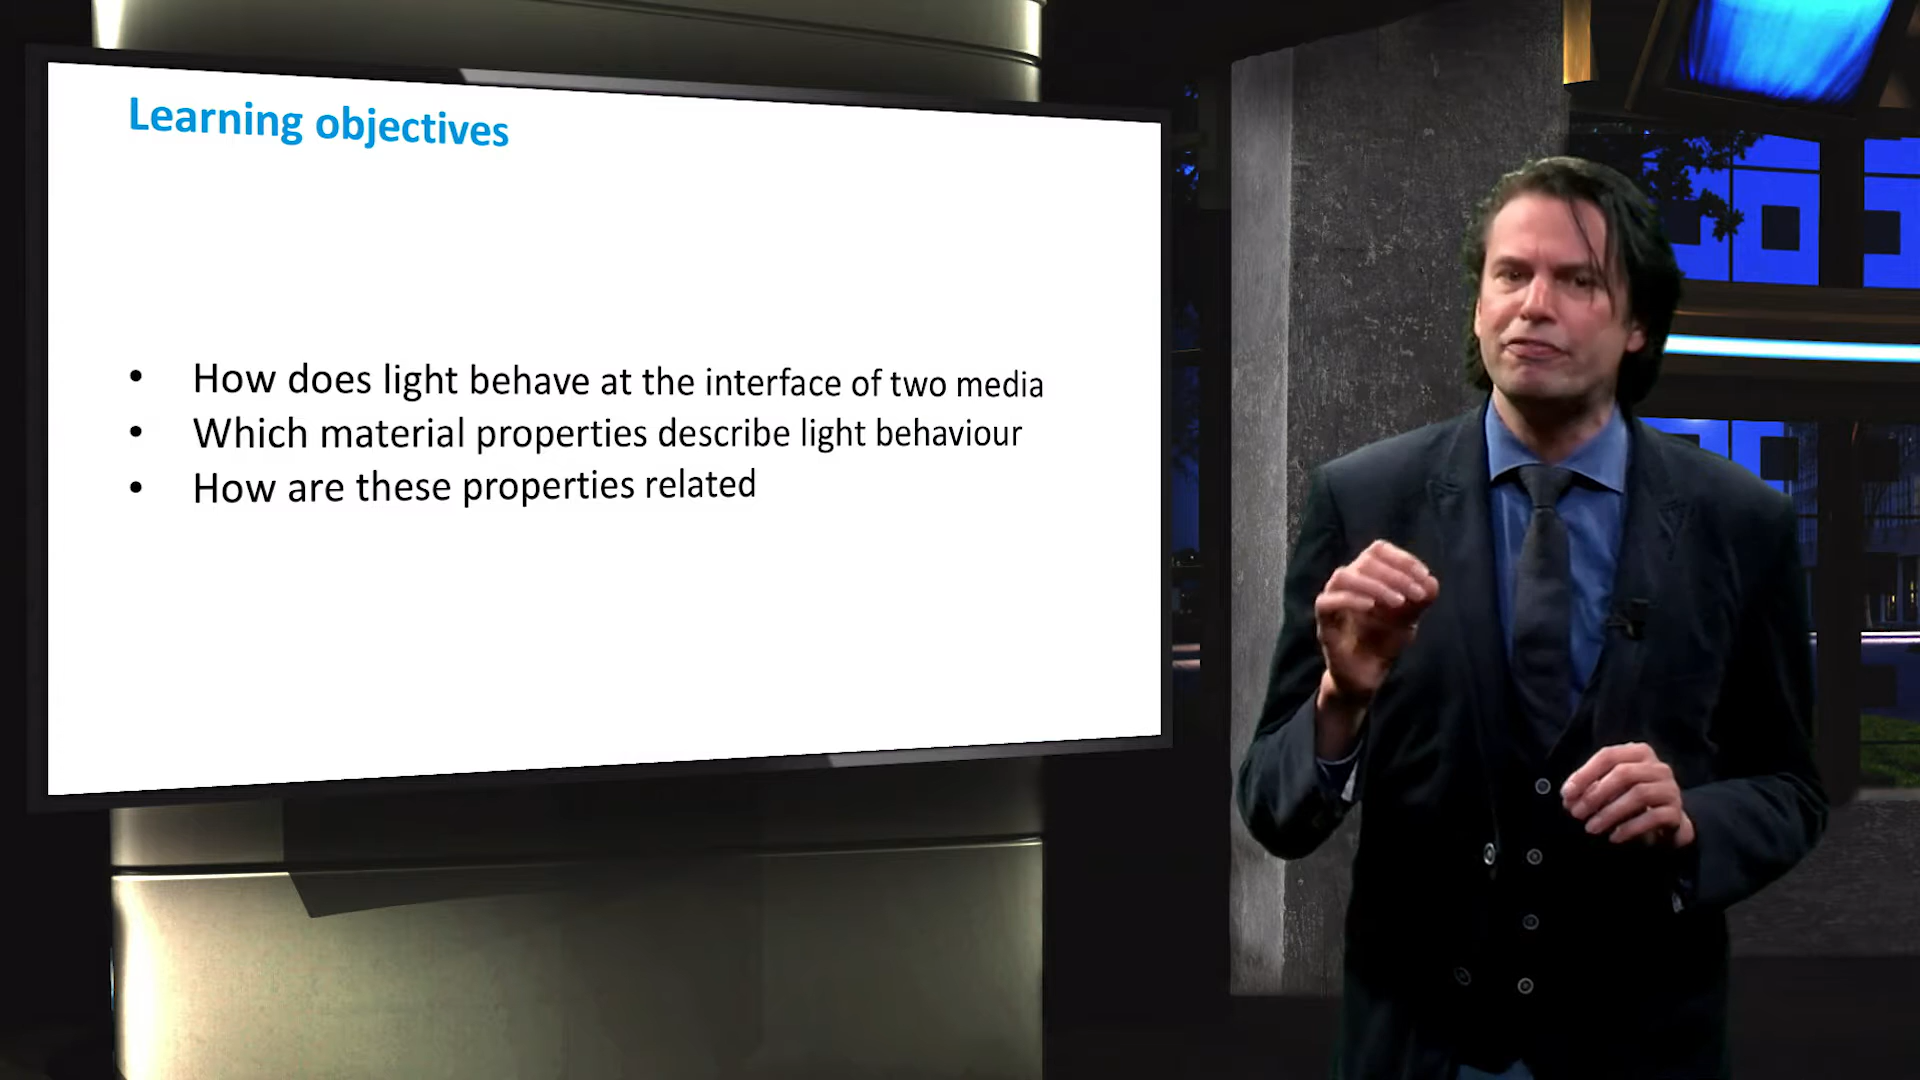 Learning objectives
• How does light behave at the interface of two media
• Which material properties describe light behaviour
• How are these properties related